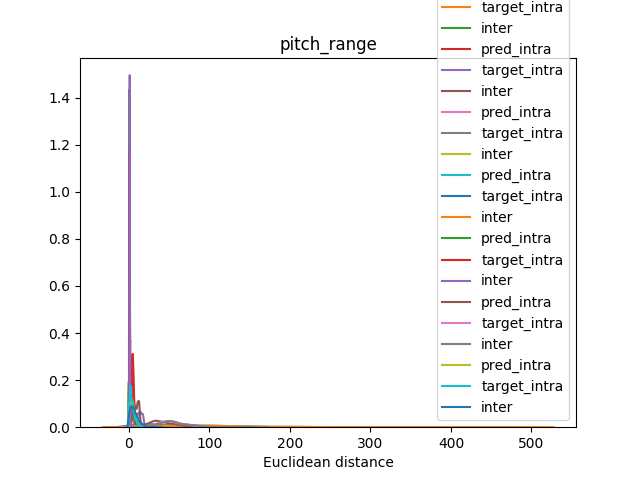 target_intra
inter
pitch_range
pred_intra
target_intra
inter
pred_intra
target_intra
inter
pred_intra
target_intra
inter
pred_intra
target_intra
inter
pred_intra
target_intra
inter
pred_intra
target_intra
inter
1.4
1.2
1.0
0.8
0.6
0.4
0.2
0.0
0 100 200 300 400 500
Euclidean distance